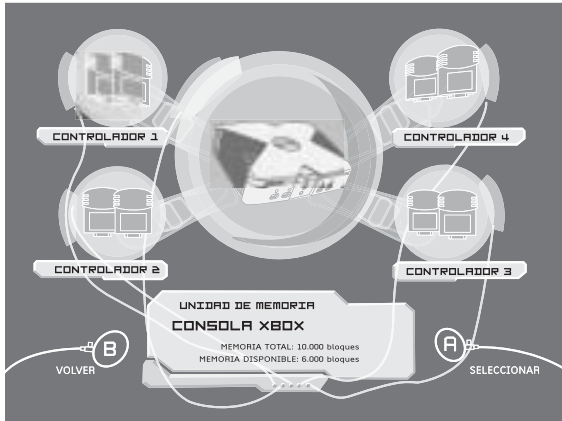 CONTROLADOR 1
CONTROLADOR 4
CONTROLADOR 2
CONTROLADOR 3
UNIDAD DE MEMORIA
CONSOLA XBOX
MEMORIA TOTAL: 10.000 bloques
MEMORIA DISPONIBLE: 6.000 bloques
B
VOLVER
A
SELECCIONAR